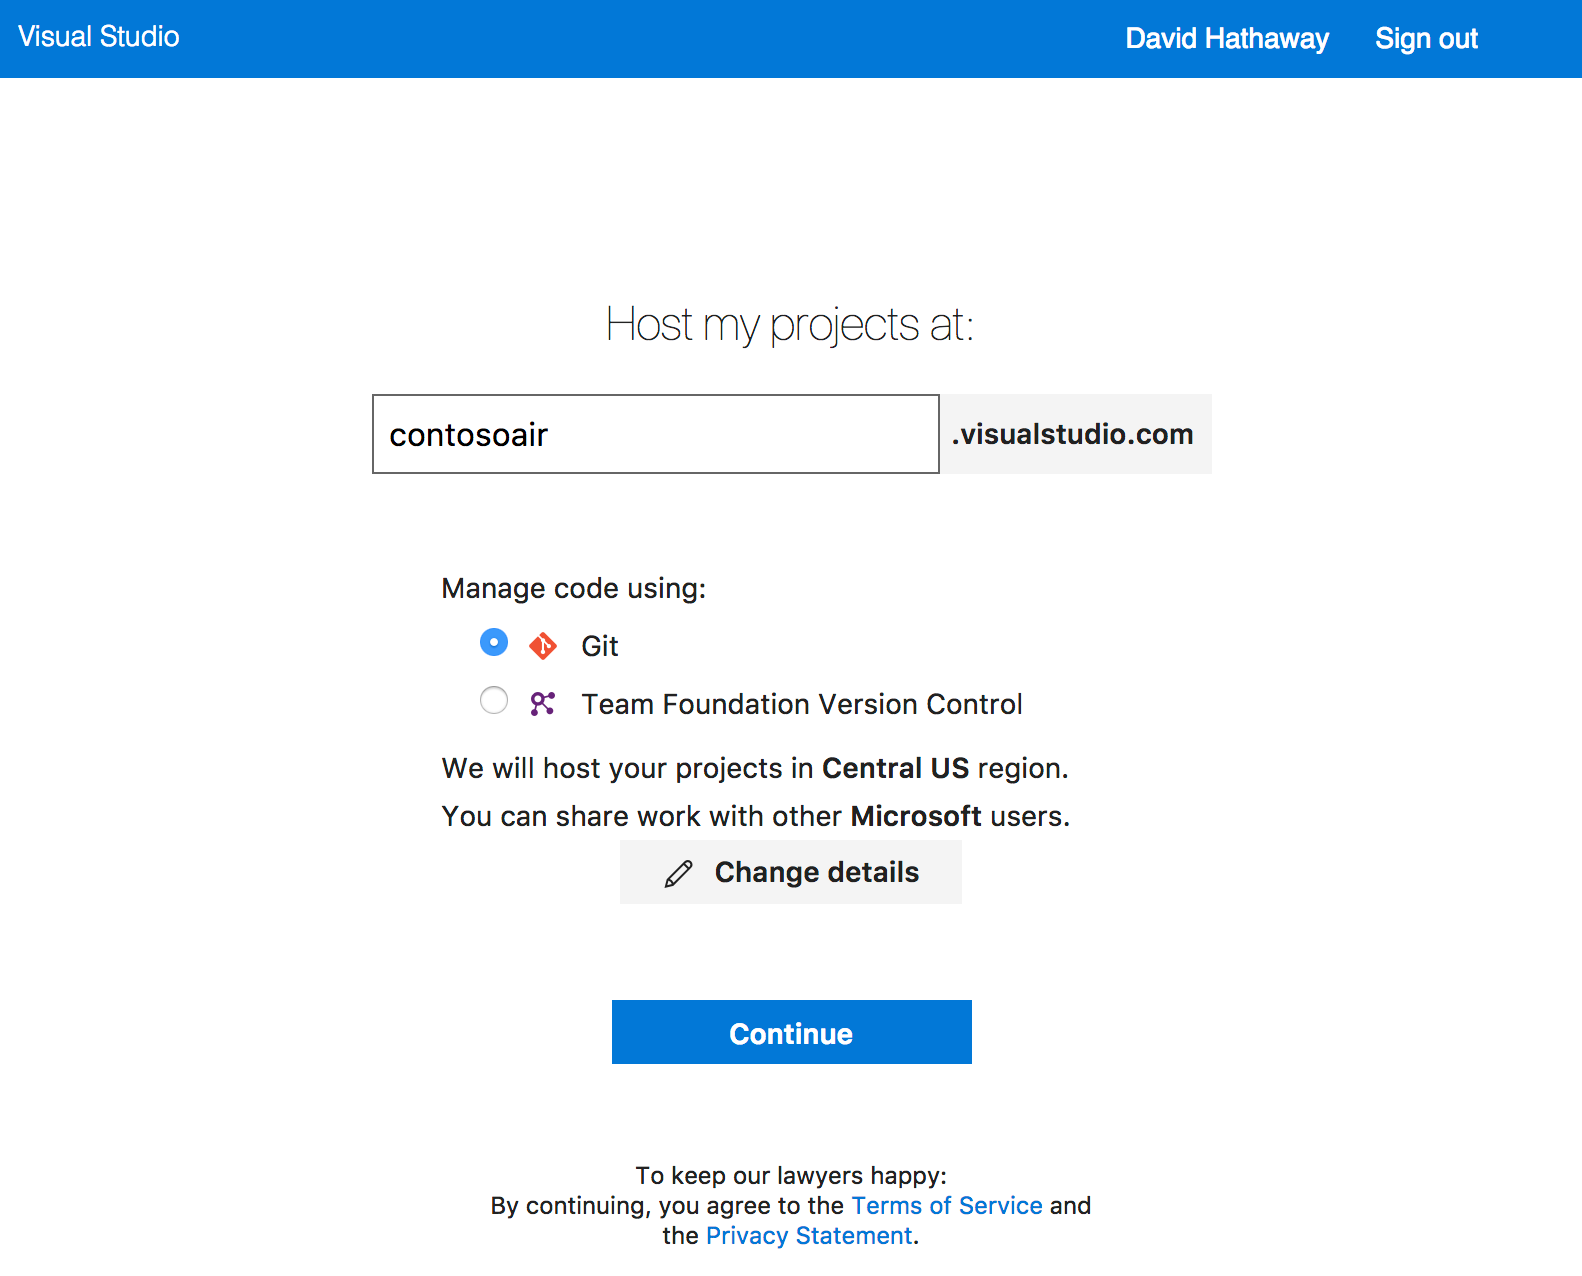 Visual Studio
David Hathaway Sign out
Host my projects at:
contosoair .visualstudio.com
Manage code using:
Git
Team Foundation Version Control
We will host your projects in Central US region.
You can share work with other Microsoft users.
Change details
Continue
To keep our lawyers happy:
By continuing, you agree to the Terms of Service and
the Privacy Statement.